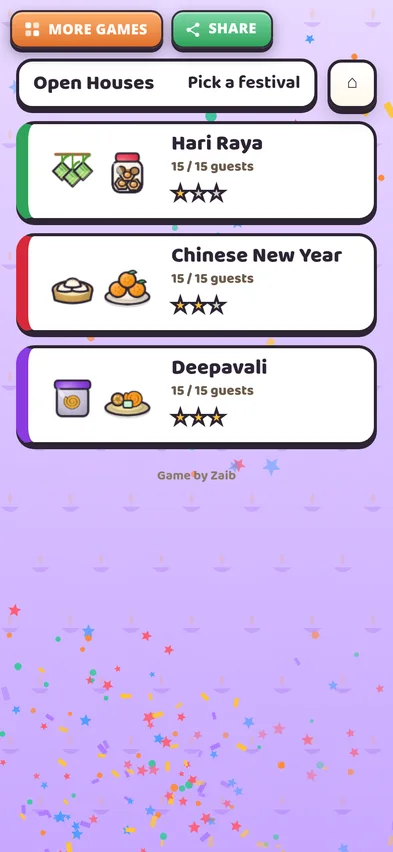 MORE GAMES
SHARE
Open Houses
Pick a festival
Hari Raya
15 / 15 guests
Chinese New Year
15 / 15 guests
Deepavali
15 / 15 guests
Game by Zaib